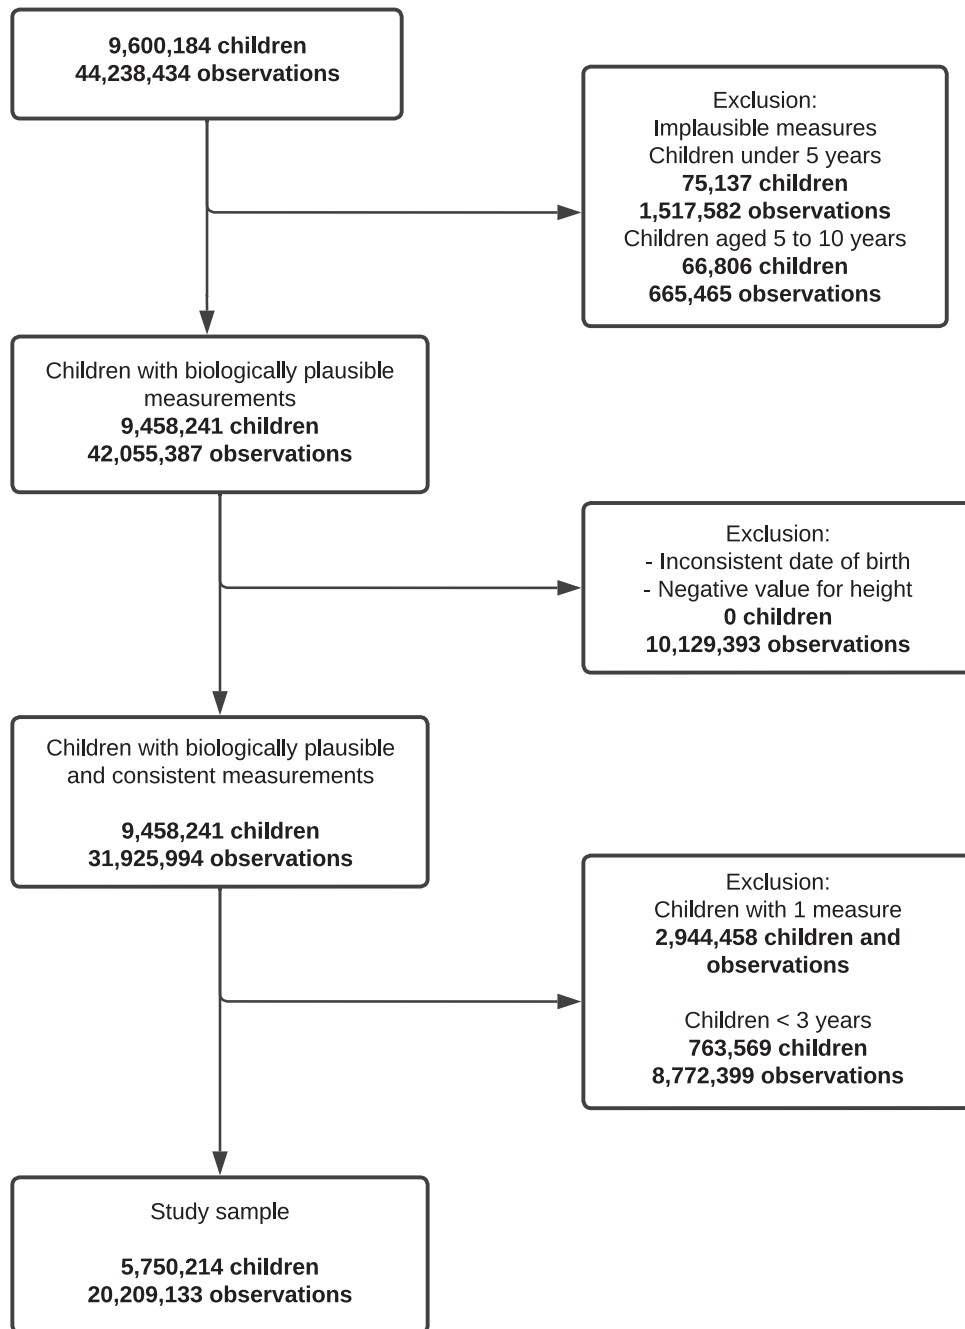 9,600,184 children
44,238,434 observations
Exclusion:
Implausible measures
Children under 5 years
75,137 children
1,517,582 observations
Children aged 5 to 10 years
66,806 children
665,465 observations
Children with biologically plausible
measurements
9,458,241 children
42,055,387 observations
Exclusion:
- Inconsistent date of birth
- Negative value for height
0 children
10,129,393 observations
Children with biologically plausible
and consistent measurements
9,458,241 children
31,925,994 observations
Exclusion:
Children with 1 measure
2,944,458 children and
observations
Children < 3 years
763,569 children
8,772,399 observations
Study sample
5,750,214 children
20,209,133 observations